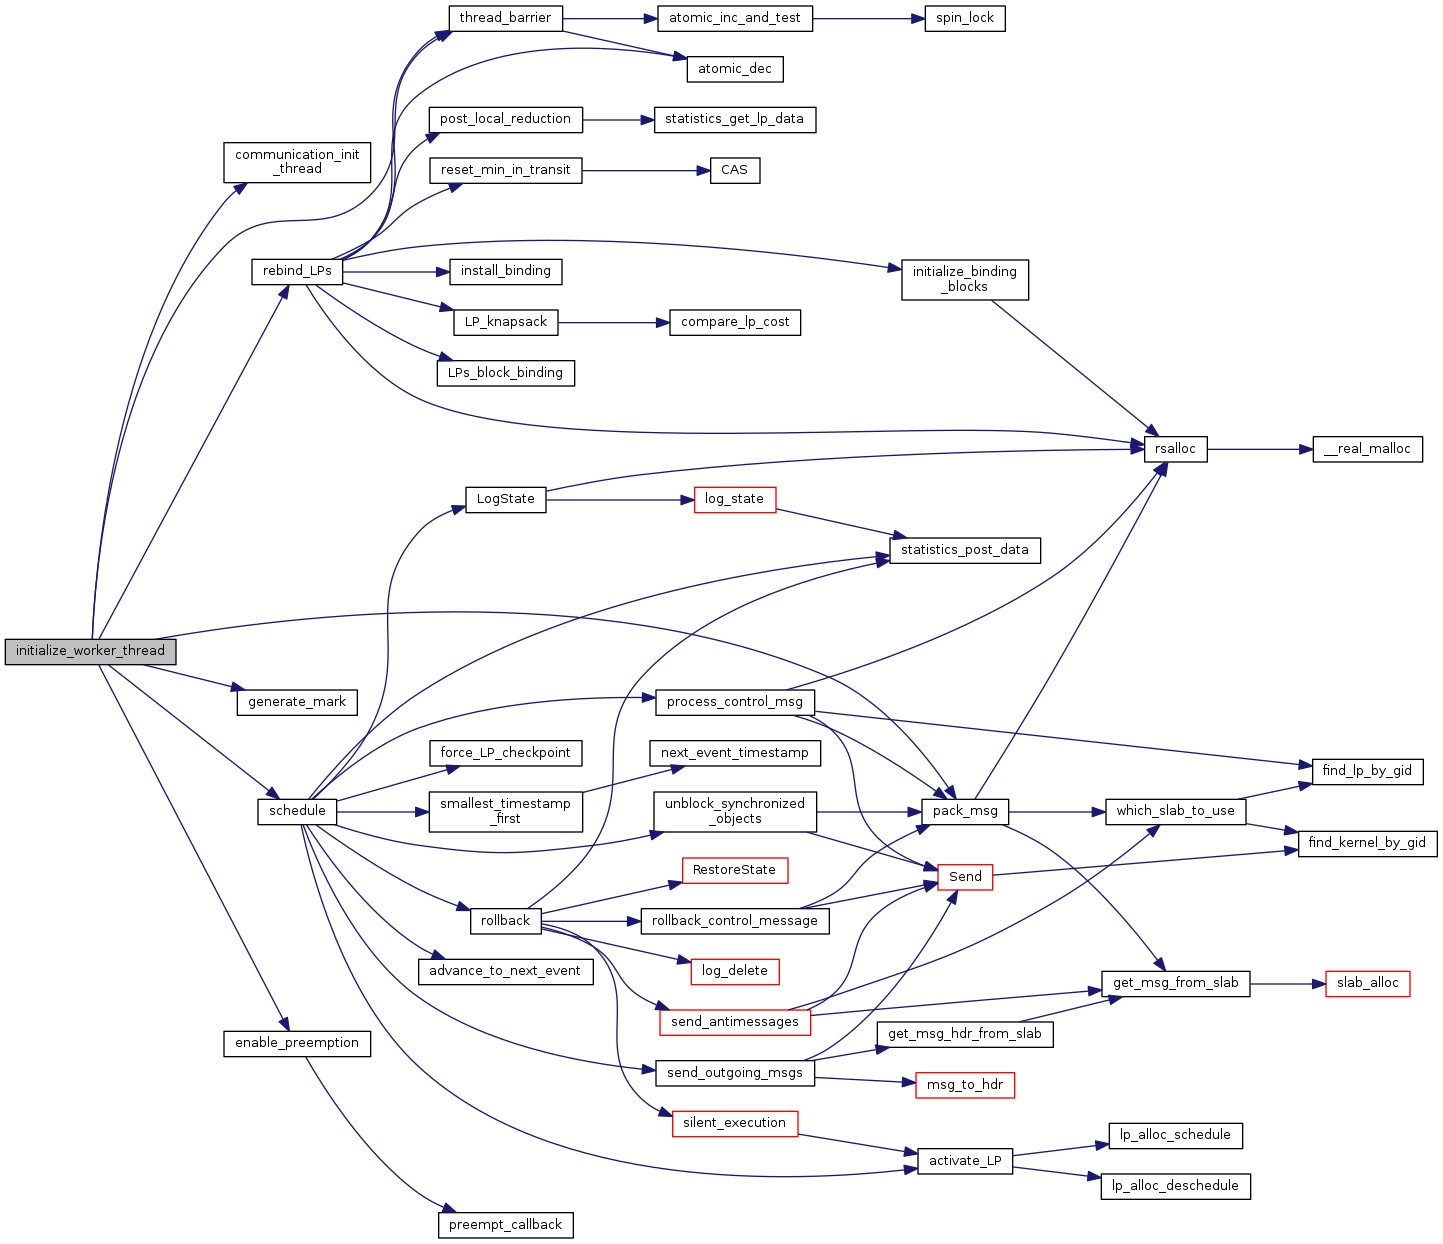 thread_barrier
atomic_inc_and_test
spin_lock
atomic_dec
post_local_reduction
statistics_get_lp_data
communication_init
_thread
reset_min_in_transit
CAS
rebind_LPs
install_binding
initialize_binding
_blocks
LP_knapsack
compare_lp_cost
LPs_block_binding
rsalloc
__real_malloc
LogState
log_state
statistics_post_data
initialize_worker_thread
generate_mark
process_control_msg
force_LP_checkpoint
next_event_timestamp
find_lp_by_gid
schedule
smallest_timestamp
_first
unblock_synchronized
_objects
pack_msg
which_slab_to_use
find_kernel_by_gid
RestoreState
Send
rollback
rollback_control_message
advance_to_next_event
log_delete
get_msg_from_slab
slab_alloc
send_antimessages
get_msg_hdr_from_slab
enable_preemption
send_outgoing_msgs
msg_to_hdr
silent_execution
lp_alloc_schedule
activate_LP
lp_alloc_deschedule
preempt_callback